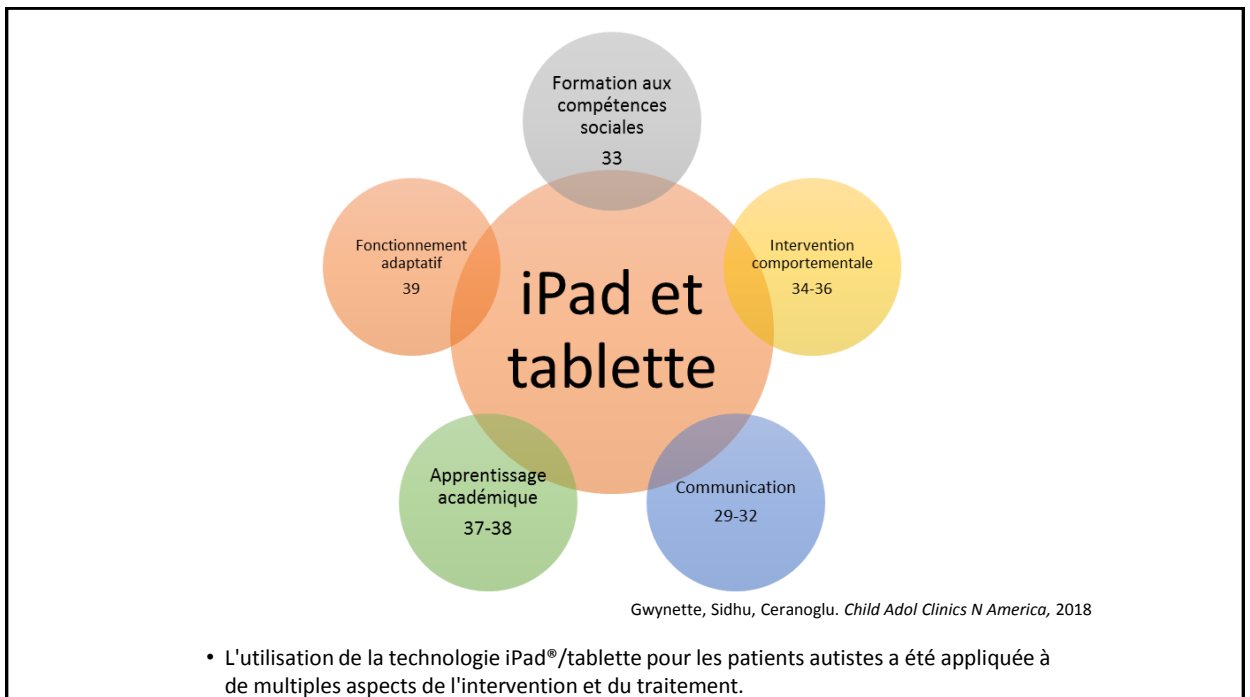 Formation aux
compétences
sociales
33
Fonctionnement
adaptatif
39
Intervention
comportementale
34-36
iPad et
tablette
Apprentissage
académique
37-38
Communication
29-32
Gwynette, Sidhu, Ceranoglu. Child Adol Clinics N America, 2018
• L'utilisation de la technologie iPad®/tablette pour les patients autistes a été appliquée à
de multiples aspects de l'intervention et du traitement.